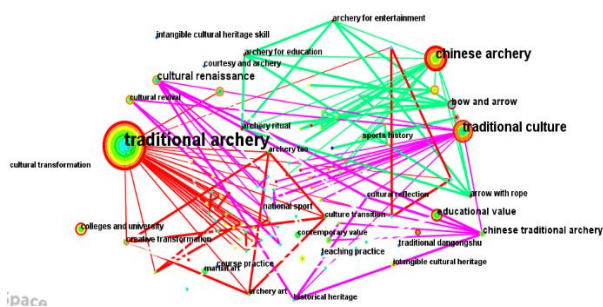 archery for entertainment
intangible cultural heritage skill
archery for education
chinese archery
courtesy and archery
cultural renaissance
cultural revival
bow and arrow
archery ritual
traditional culture
sports history
traditional archery
archery tao
cultural transformation
cultural reflection
arrow with rope
national sport
culture transition
educational value
colleges and university
contemporary value
chinese traditional archery
creative transformation
traditional dangongshu
teaching practice
course practice
intangible cultural heritage
martial art
archery art
historical heritage
Space